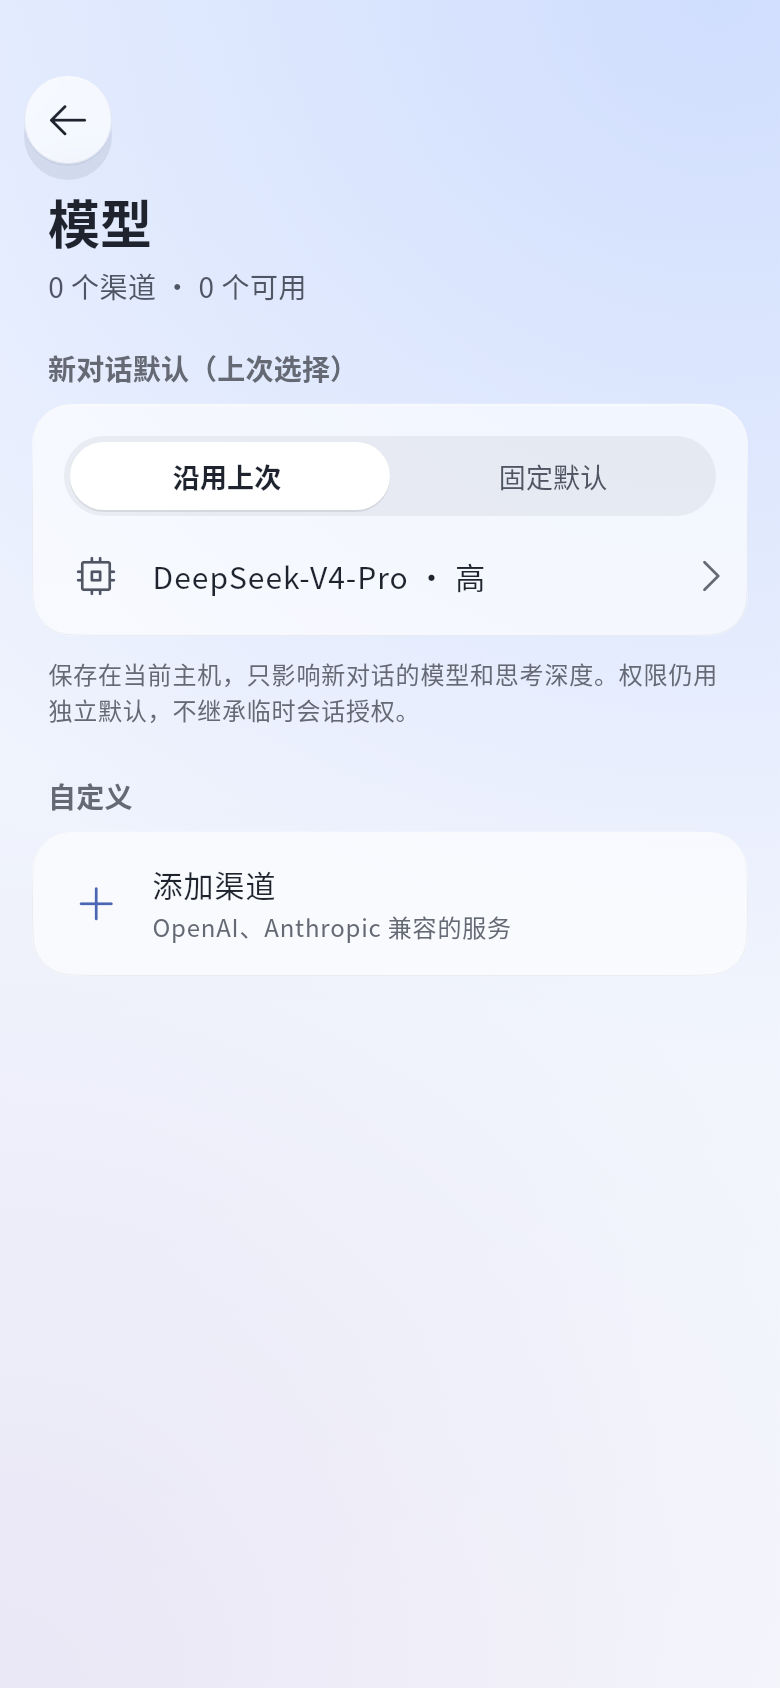 模型
0 个渠道 · 0 个可用
新对话默认（上次选择）
沿用上次
固定默认
DeepSeek-V4-Pro · 高
保存在当前主机，只影响新对话的模型和思考深度。权限仍用
独立默认，不继承临时会话授权。
自定义
添加渠道
OpenAI、Anthropic 兼容的服务